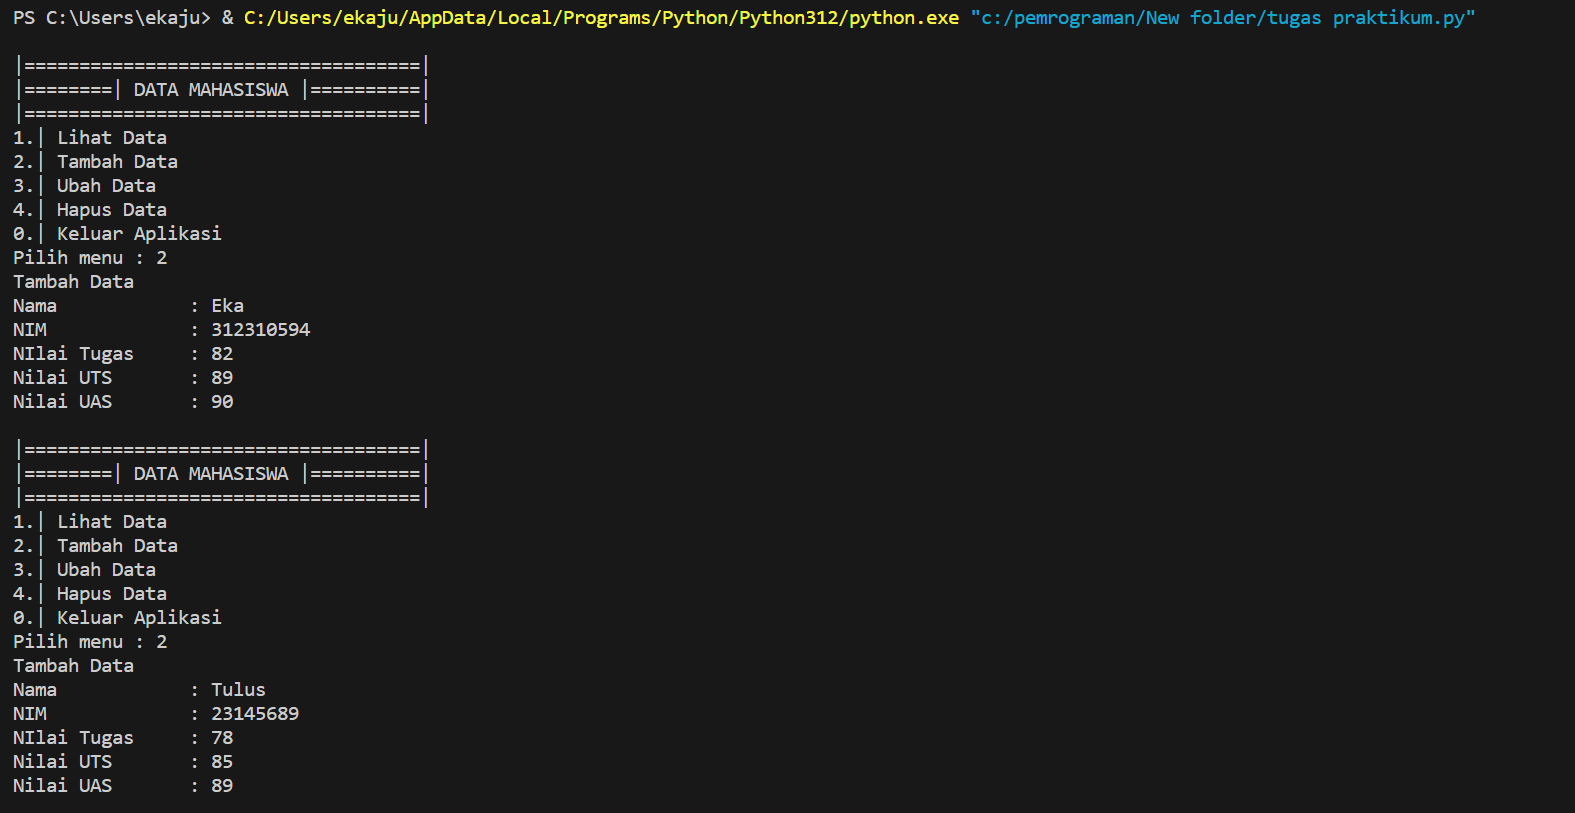 PS C:\Users\ekaju> & C:/Users/ekaju/AppData/Local/Programs/Python/Python312/python.exe "c:/pemrograman/New folder/tugas praktikum.py"
|====================================|
|========| DATA MAHASISWA |==========|
|====================================|
1.| Lihat Data
2.| Tambah Data
3.| Ubah Data
4.| Hapus Data
0.| Keluar Aplikasi
Pilih menu : 2
Tambah Data
Nama            : Eka
NIM             : 312310594
NIlai Tugas     : 82
Nilai UTS       : 89
Nilai UAS       : 90
|====================================|
|========| DATA MAHASISWA |==========|
|====================================|
1.| Lihat Data
2.| Tambah Data
3.| Ubah Data
4.| Hapus Data
0.| Keluar Aplikasi
Pilih menu : 2
Tambah Data
Nama            : Tulus
NIM             : 23145689
NIlai Tugas     : 78
Nilai UTS       : 85
Nilai UAS       : 89